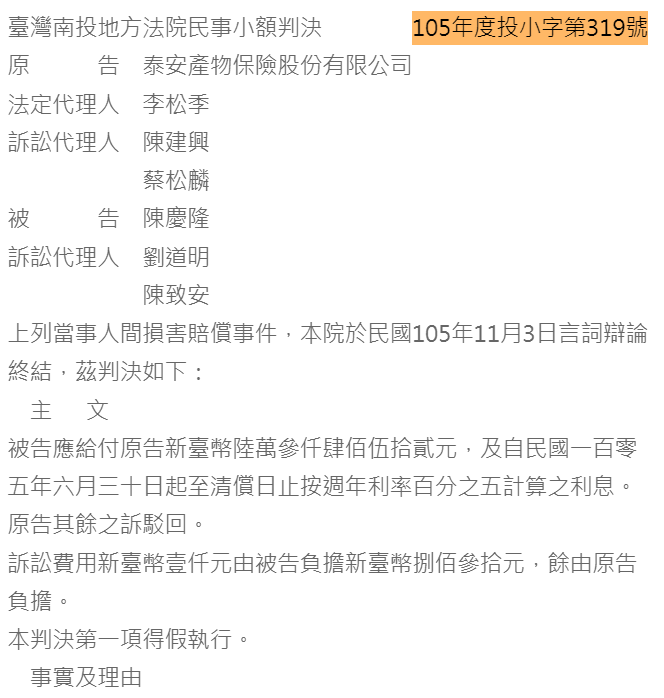 臺灣南投地方法院民事小額判決　　　　105年度投小字第319號
原　　　告　泰安產物保險股份有限公司
法定代理人　李松季
訴訟代理人　陳建興
　　　　　　蔡松麟
被　　　告　陳慶隆
訴訟代理人　劉道明
　　　　　　陳致安
上列當事人間損害賠償事件，本院於民國105年11月3日言詞辯論
終結，茲判決如下：
　主　文
被告應給付原告新臺幣陸萬參仟肆佰伍拾貳元，及自民國一百零
五年六月三十日起至清償日止按週年利率百分之五計算之利息。
原告其餘之訴駁回。
訴訟費用新臺幣壹仟元由被告負擔新臺幣捌佰參拾元，餘由原告
負擔。
本判決第一項得假執行。
　事實及理由